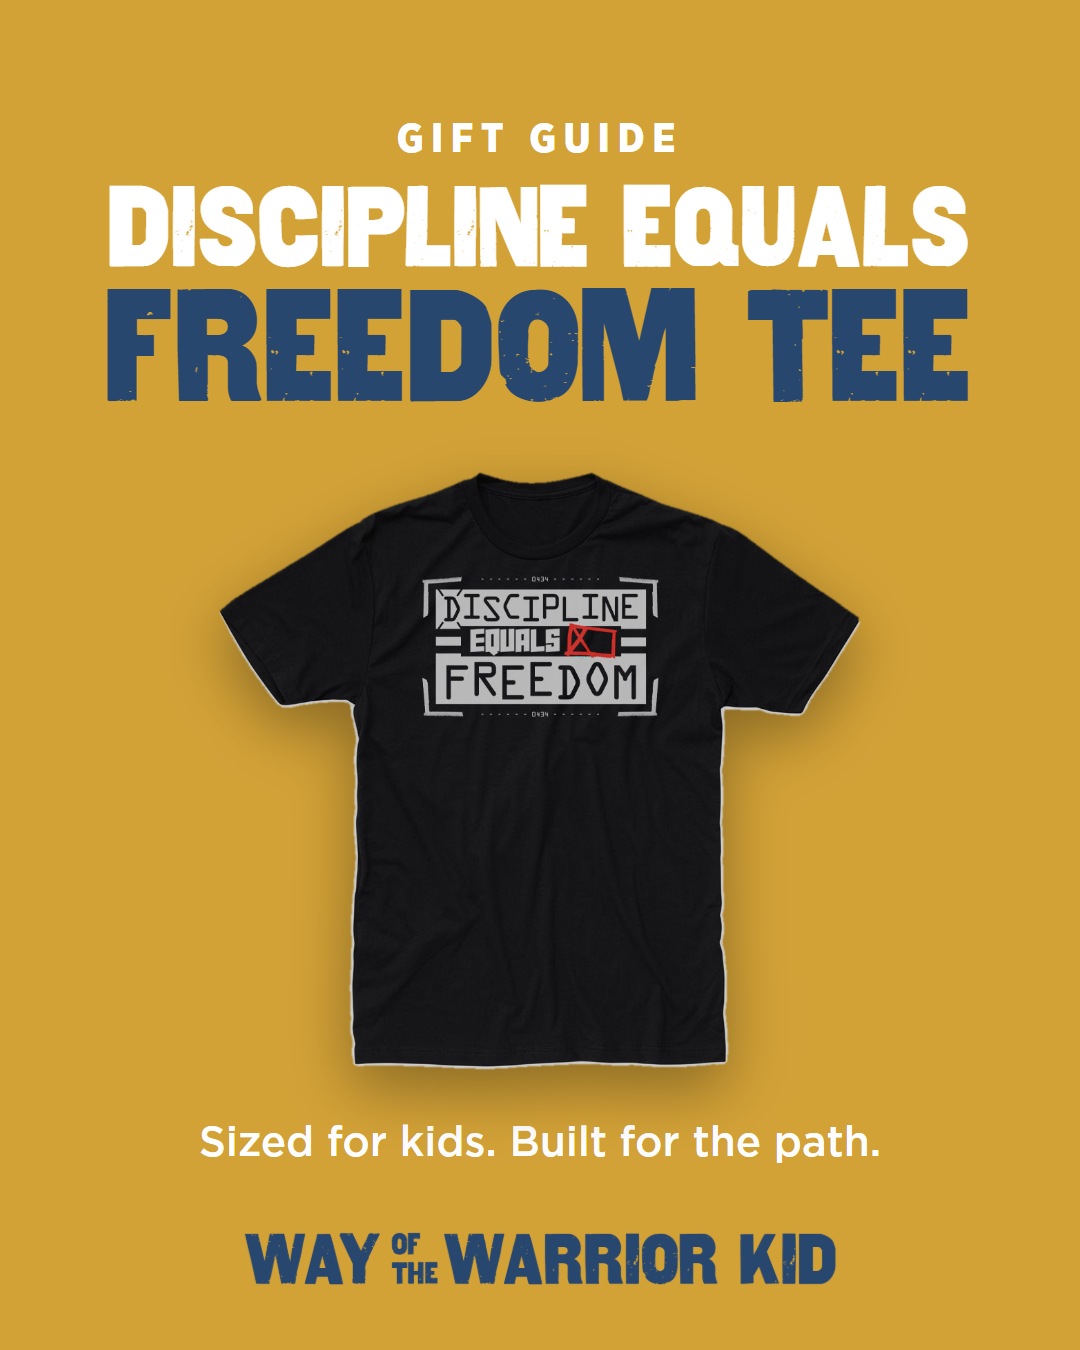 GIFT GUIDE
DISCIPLINE EQUALS
FREEDOM TEE
0434
DISCIPLINE
EQUALS
FREEDOM
0434
Sized for kids. Built for the path.
WAY OF THE WARRIOR KID